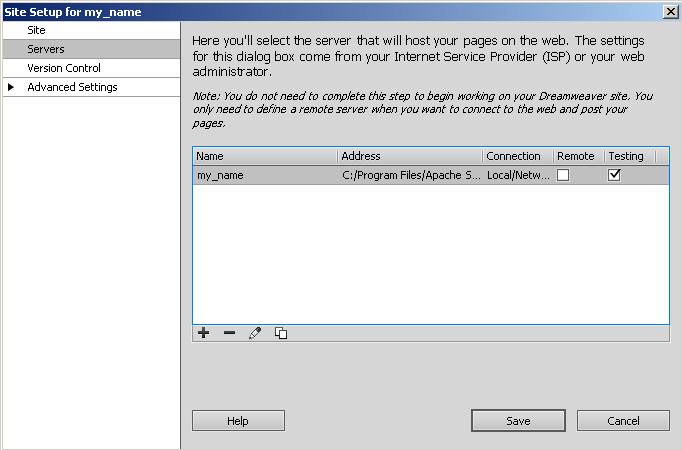 Site Setup for my_name
Site
Servers
Version Control
Advanced Settings
Here you'll select the server that will host your pages on the web. The settings
for this dialog box come from your Internet Service Provider (ISP) or your web
administrator.
Note: You do not need to complete this step to begin working on your Dreamweaver site. You
only need to define a remote server when you want to connect to the web and post your
pages.
Name Address Connection Remote Testing
my_name C:/Program Files/Apache S... Local/Netw...
Help Save Cancel